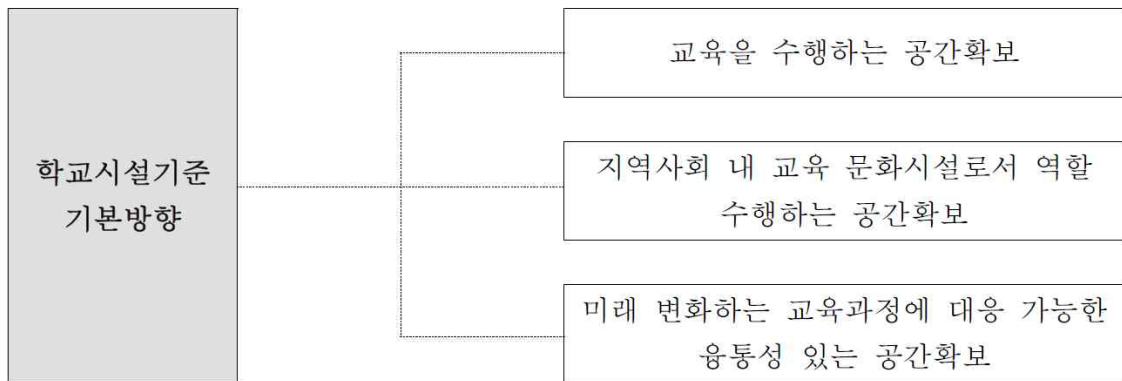 학교시설기준
기본방향
교육을 수행하는 공간확보
지역사회 내 교육 문화시설로서 역할
수행하는 공간확보
미래 변화하는 교육과정에 대응 가능한
융통성 있는 공간확보